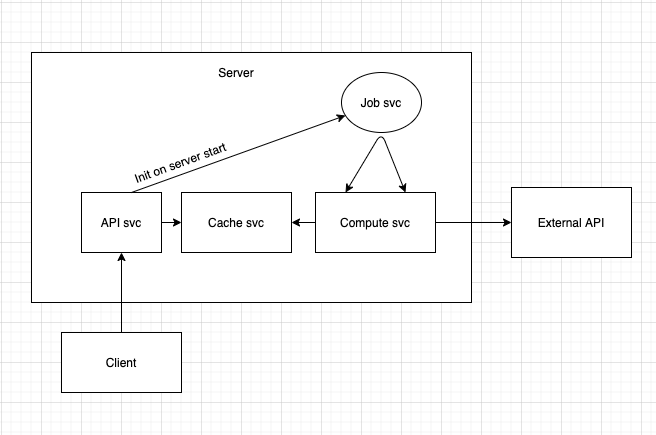 Server
Job svc
Init on server start
API svc
Cache svc
Compute svc
External API
Client